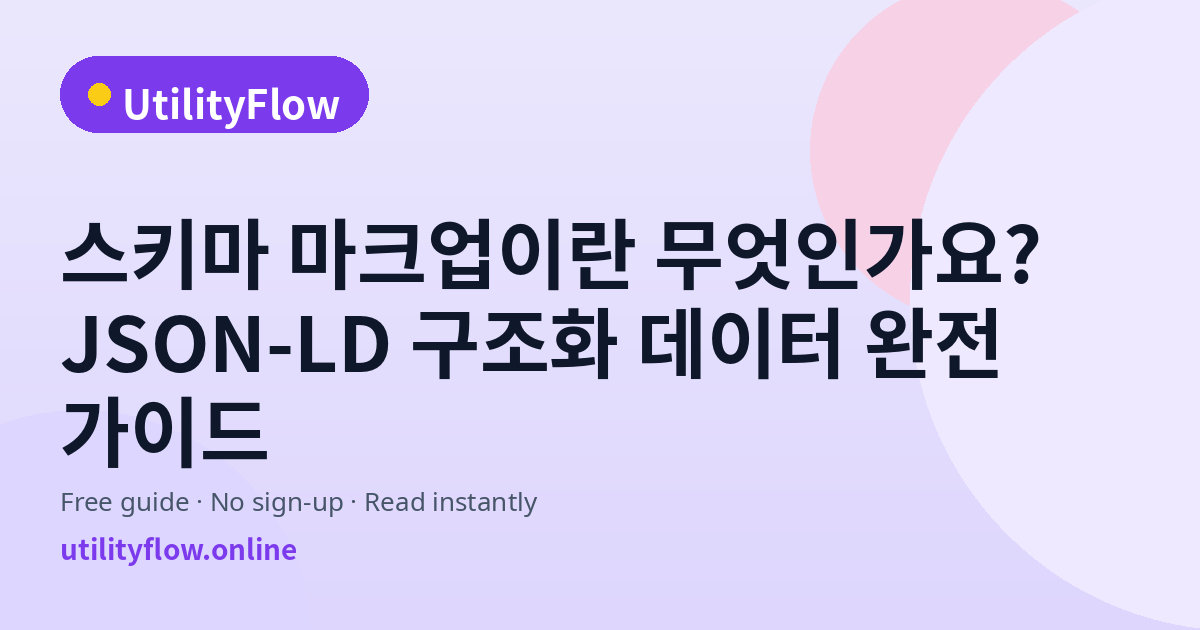 UtilityFlow
스키마 마크업이란 무엇인가요?
JSON-LD 구조화 데이터 완전
가이드
Free guide · No sign-up · Read instantly
utilityflow.online